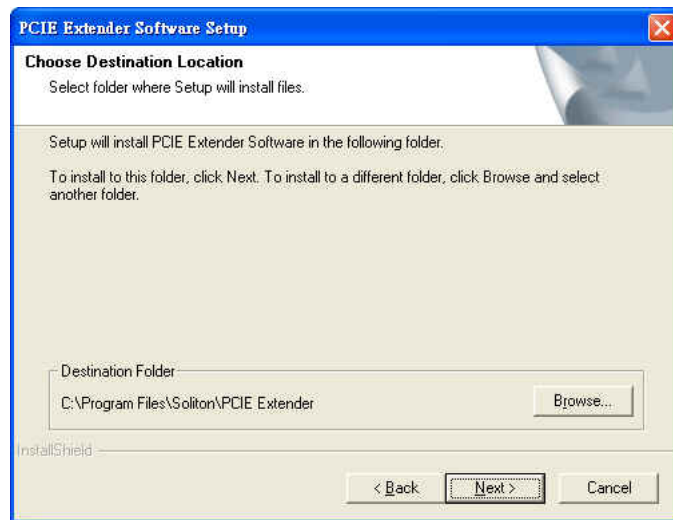 PCIE Extender Software Setup
Choose Destination Location
Select folder where Setup will install files.
Setup will install PCIE Extender Software in the following folder.
To install to this folder, click Next. To install to a different folder, click Browse and select
another folder.
Destination Folder
C:\Program Files\Soliton\PCIE Extender
Browse...
InstallShield
< Back
Next >
Cancel